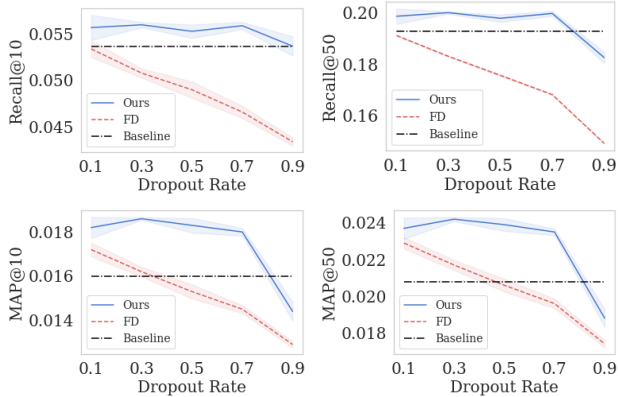 Recall@10
0.055
0.050
0.045
Ours
FD
Baseline
0.1 0.3 0.5 0.7 0.9
Dropout Rate
Recall@50
0.20
0.18
0.16
Ours
FD
Baseline
0.1 0.3 0.5 0.7 0.9
Dropout Rate
MAP@10
0.018
0.016
0.014
Ours
FD
Baseline
0.1 0.3 0.5 0.7 0.9
Dropout Rate
MAP@50
0.024
0.022
0.020
0.018
Ours
FD
Baseline
0.1 0.3 0.5 0.7 0.9
Dropout Rate